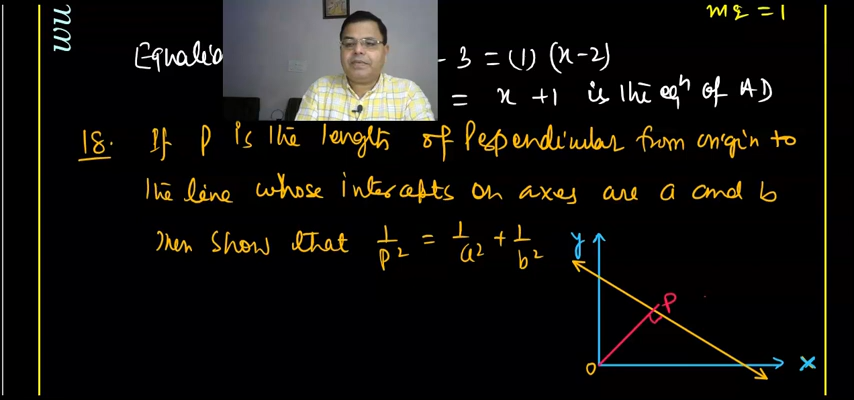 m₂ = 1
Equatio - 3 = (1) (x-2)
= x + 1 is the eqⁿ of AD
18. If P is the length of Perpendicular from origin to
the line whose intercepts on axes are a and b
then show that 1/P² = 1/a² + 1/b²
y
P
O
X